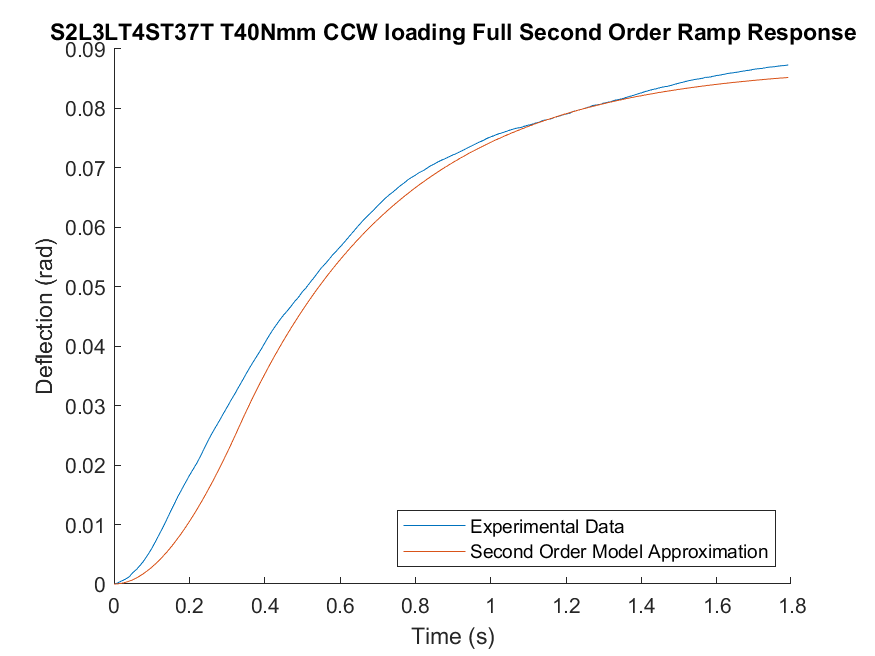 S2L3LT4ST37T T40Nmm CCW loading Full Second Order Ramp Response
0.09
0.08
0.07
0.06
0.05
0.04
0.03
0.02
0.01
0
Deflection (rad)
Experimental Data
Second Order Model Approximation
0 0.2 0.4 0.6 0.8 1 1.2 1.4 1.6 1.8
Time (s)